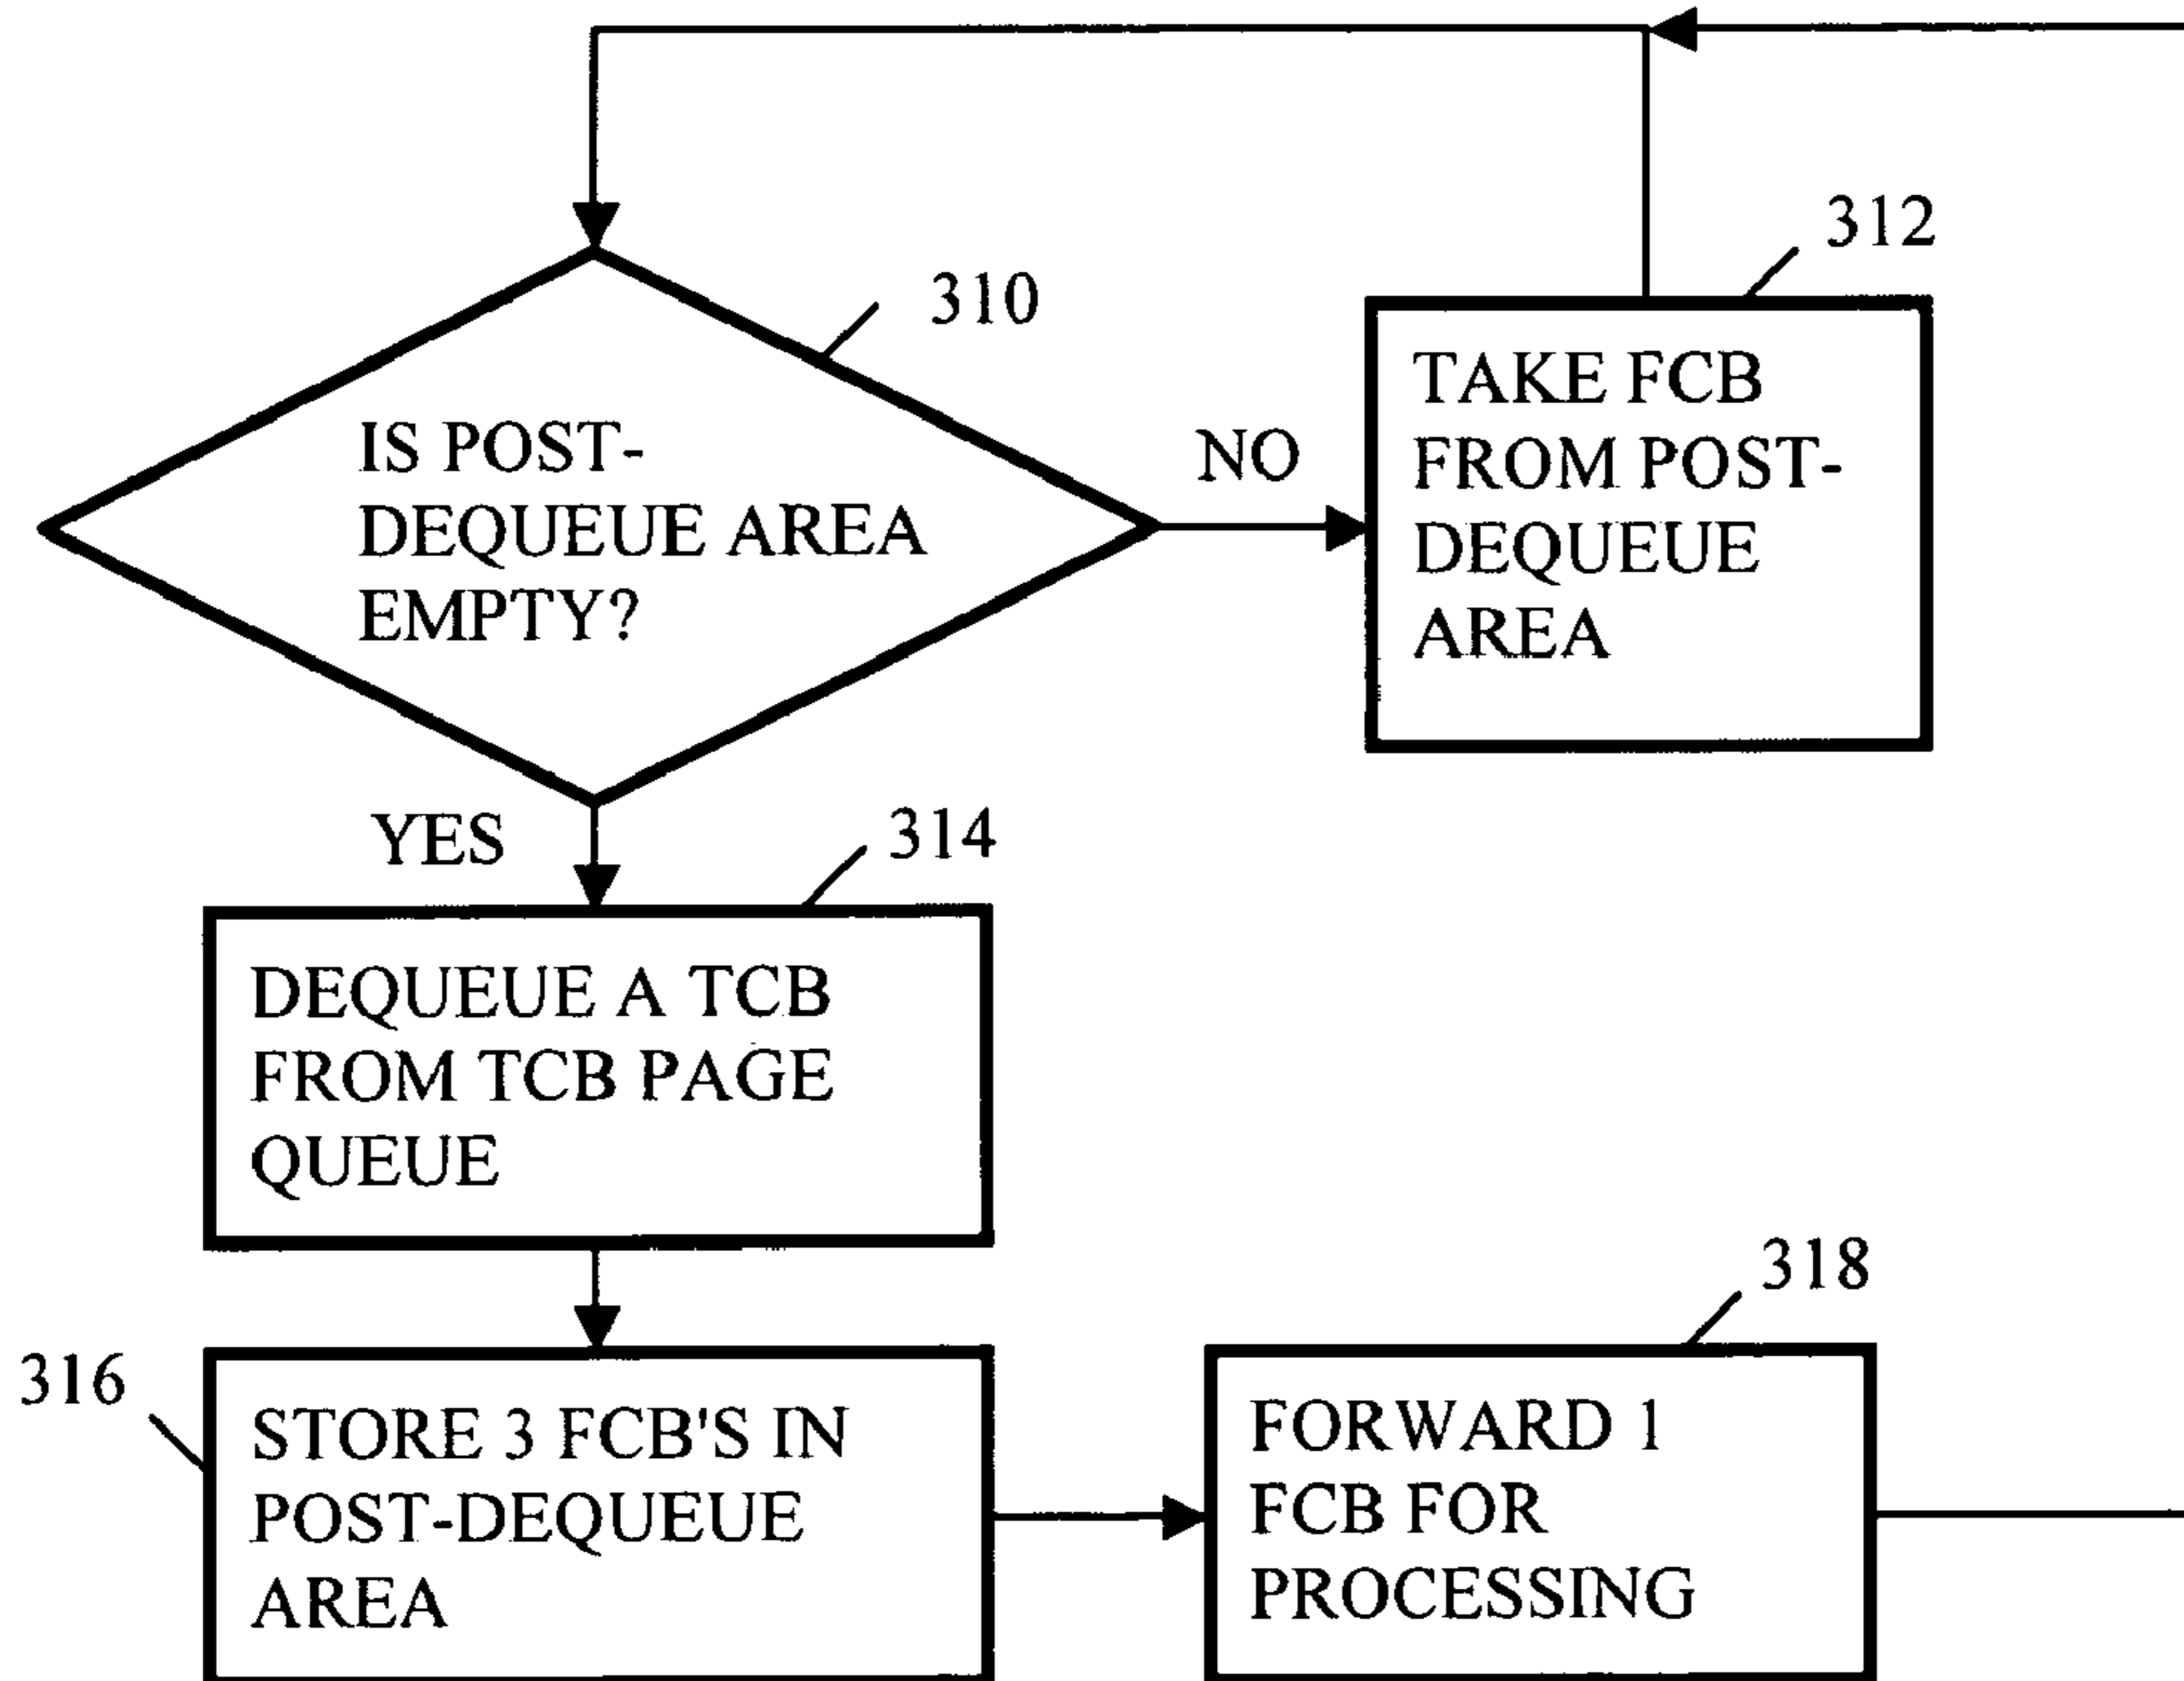 312
310
TAKE FCB
FROM POST-
DEQUEUE
AREA
IS POST-
DEQUEUE AREA
EMPTY?
NO
YES
314
DEQUEUE A TCB
FROM TCB PAGE
QUEUE
318
316
STORE 3 FCB'S IN
POST-DEQUEUE
AREA
FORWARD 1
FCB FOR
PROCESSING